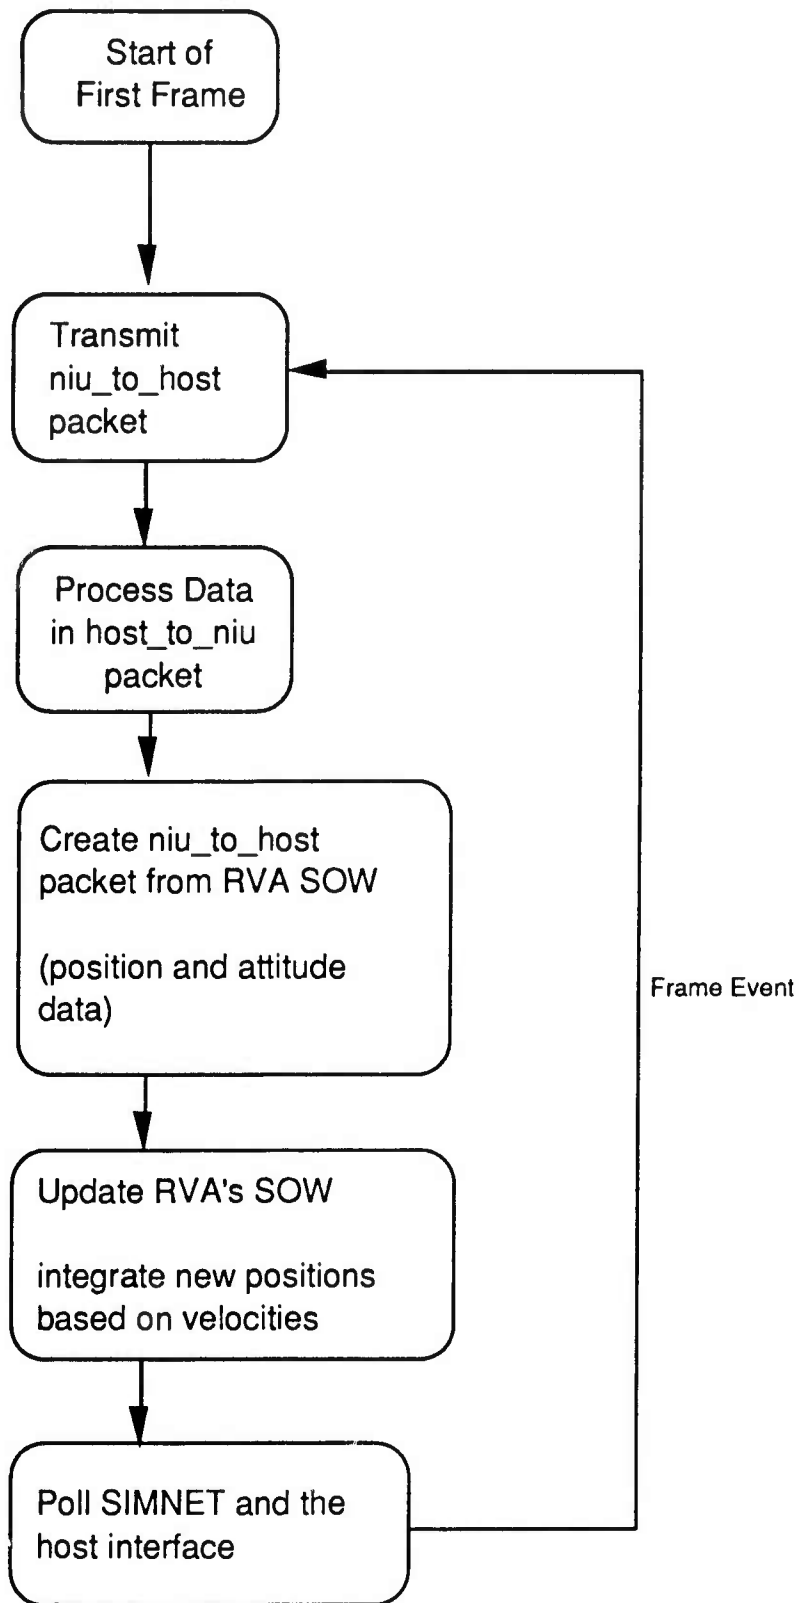 Start of
First Frame
Transmit
niu_to_host
packet
Process Data
in host_to_niu
packet
Create niu_to_host
packet from RVA SOW
(position and attitude
data)
Frame Event
Update RVA's SOW
integrate new positions
based on velocities
Poll SIMNET and the
host interface